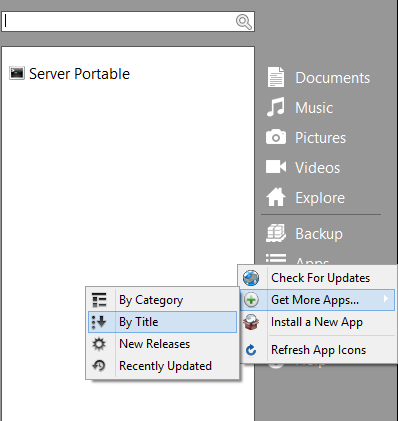 Server Portable
Documents
Music
Pictures
Videos
Explore
Backup
Apps
Check For Updates
Get More Apps...
Install a New App
Refresh App Icons
By Category
By Title
New Releases
Recently Updated
Help